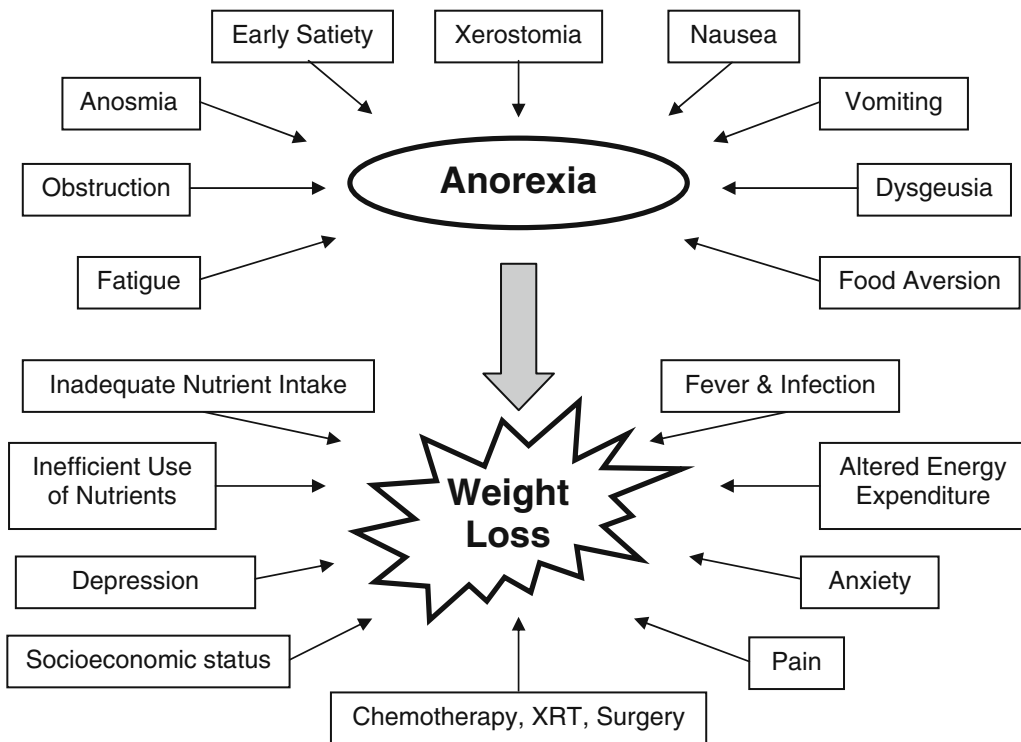 Early Satiety
Xerostomia
Nausea
Anosmia
Vomiting
Anorexia
Obstruction
Dysgeusia
Fatigue
Food Aversion
Inadequate Nutrient Intake
Fever & Infection
Inefficient Use
of Nutrients
Weight
Loss
Altered Energy
Expenditure
Depression
Anxiety
Socioeconomic status
Pain
Chemotherapy, XRT, Surgery